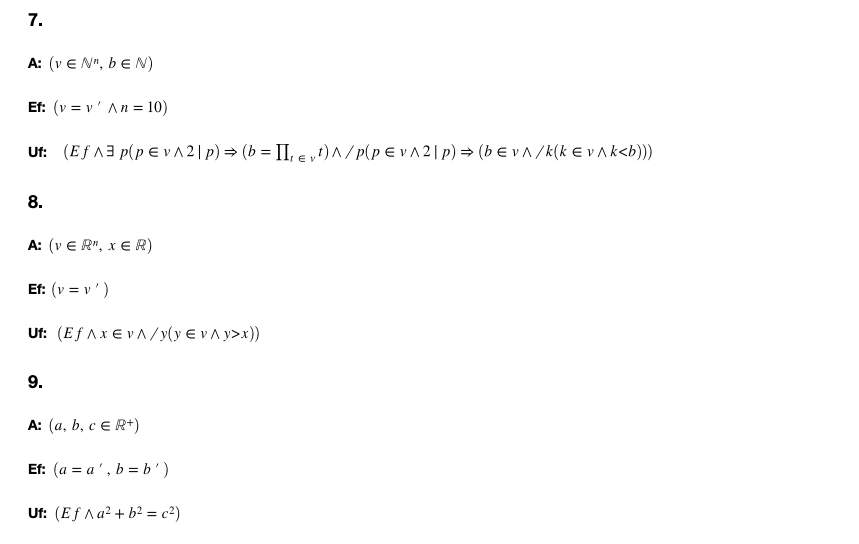 7.
A: (v ∈ ℕⁿ, b ∈ ℕ)
Ef: (v = v ′ ∧ n = 10)
Uf: (Ef ∧ ∃ p(p ∈ v ∧ 2 | p) ⇒ (b = ∏ₜ ∈ ᵥ t) ∧ / p(p ∈ v ∧ 2 | p) ⇒ (b ∈ v ∧ / k(k ∈ v ∧ k<b)))
8.
A: (v ∈ ℝⁿ, x ∈ ℝ)
Ef: (v = v ′ )
Uf: (Ef ∧ x ∈ v ∧ / y(y ∈ v ∧ y>x))
9.
A: (a, b, c ∈ ℝ⁺)
Ef: (a = a ′ , b = b ′ )
Uf: (Ef ∧ a² + b² = c²)